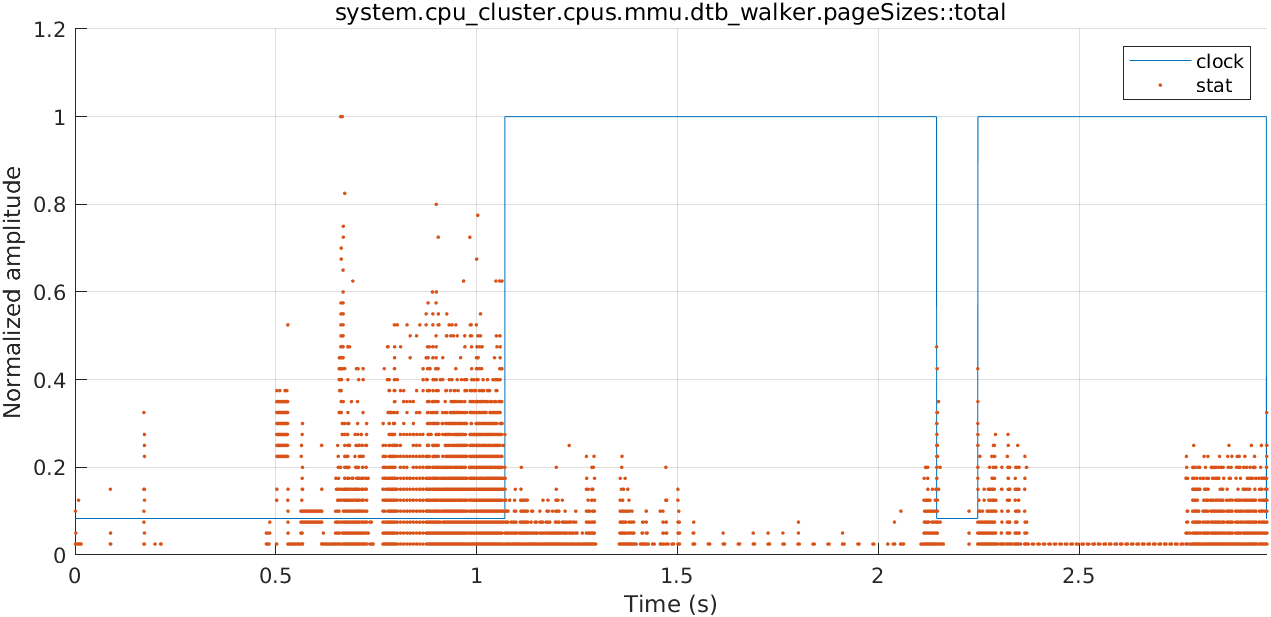 system.cpu_cluster.cpus.mmu.dtb_walker.pageSizes::total
1.2
1
0.8
0.6
0.4
0.2
0
Normalized amplitude
clock
stat
0 0.5 1 1.5 2 2.5
Time (s)